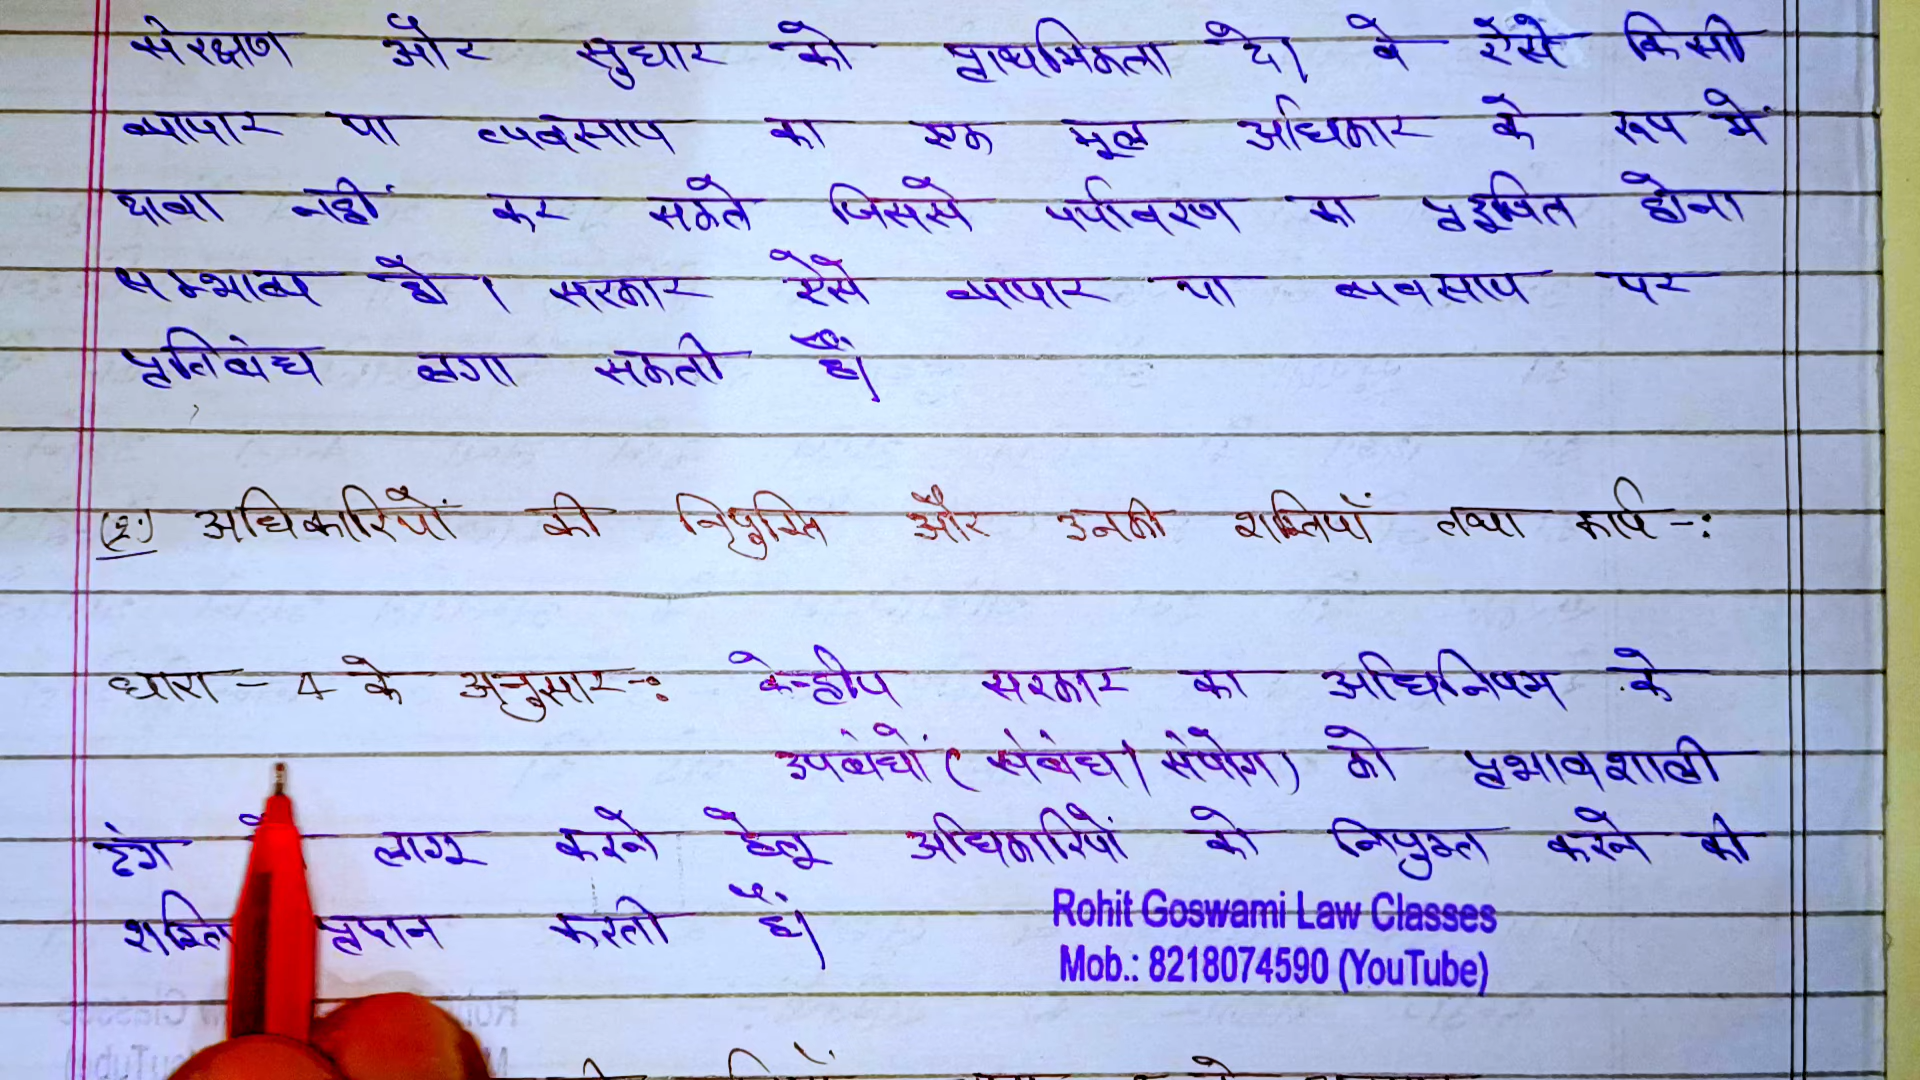 संरक्षण और सुधार को प्राथमिकता दे। वे ऐसे किसी
व्यापार या व्यवसाय का एक मूल अधिकार के रूप में
दावा नहीं कर सकते जिससे पर्यावरण का प्रदूषित होना
सम्भाव्य हो। सरकार ऐसे व्यापार या व्यवसाय पर
प्रतिबंध लगा सकती है।
(2) अधिकारियों की नियुक्ति और उनकी शक्तियाँ तथा कार्य -:
धारा - 4 के अनुसार -: केन्द्रीय सरकार को अधिनियम के
उपबंधों (संबंध / संयोग) को प्रभावशाली
ढंग लागू करने हेतू अधिकारियों को नियुक्त करने की
शक्ति प्रदान करती है।
Rohit Goswami Law Classes
Mob.: 8218074590 (YouTube)